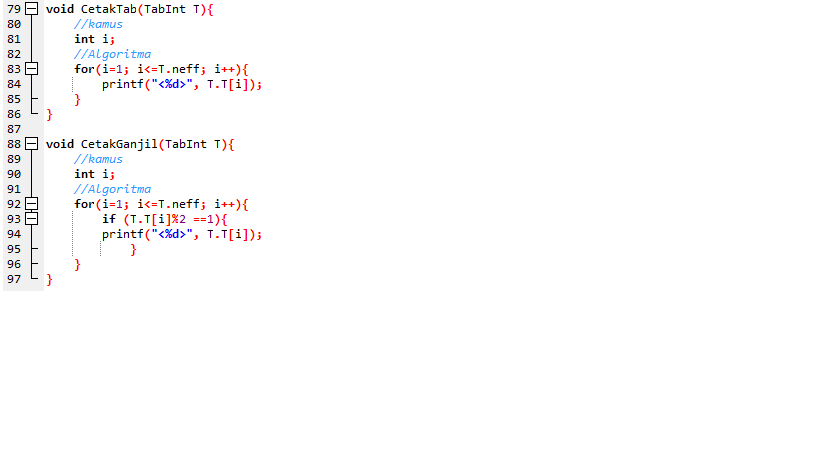 79 void CetakTab(TabInt T){
80 //kamus
81 int i;
82 //Algoritma
83 for(i=1; i<=T.neff; i++){
84 printf("<%d>", T.T[i]);
85 }
86 }
87
88 void CetakGanjil(TabInt T){
89 //kamus
90 int i;
91 //Algoritma
92 for(i=1; i<=T.neff; i++){
93 if (T.T[i]%2 ==1){
94 printf("<%d>", T.T[i]);
95 }
96 }
97 }